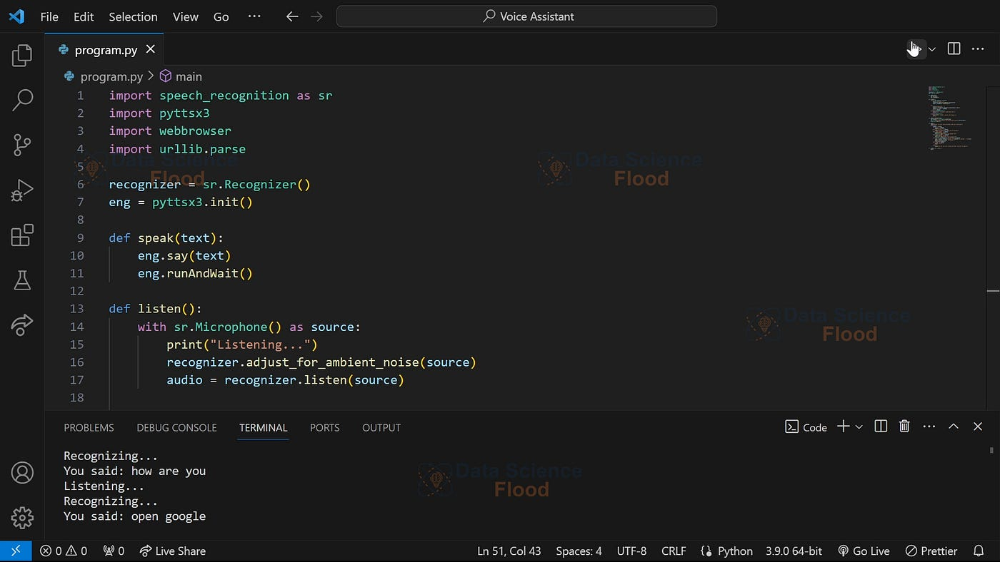 File Edit Selection View Go ··· Voice Assistant
program.py
program.py > main
1 import speech_recognition as sr
2 import pyttsx3
3 import webbrowser
4 import urllib.parse
5
6 recognizer = sr.Recognizer()
7 eng = pyttsx3.init()
8
9 def speak(text):
10 eng.say(text)
11 eng.runAndWait()
12
13 def listen():
14 with sr.Microphone() as source:
15 print("Listening...")
16 recognizer.adjust_for_ambient_noise(source)
17 audio = recognizer.listen(source)
18
Data Science
Flood
Data Science
Flood
Data Science
Flood
PROBLEMS DEBUG CONSOLE TERMINAL PORTS OUTPUT Code
Recognizing...
You said: how are you
Listening...
Recognizing...
You said: open google
Data Science
Flood
0 0 0 Live Share Ln 51, Col 43 Spaces: 4 UTF-8 CRLF Python 3.9.0 64-bit Go Live Prettier